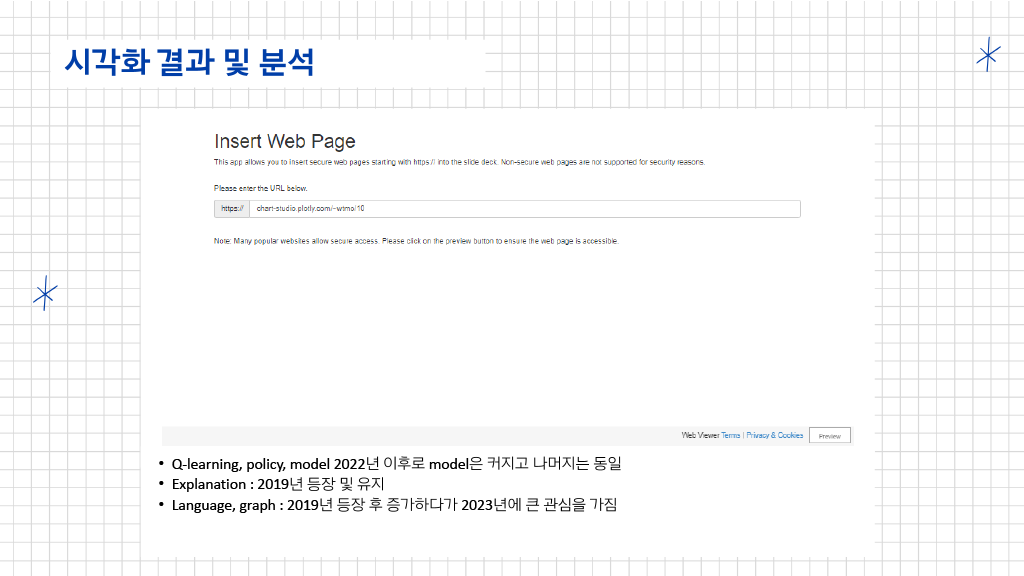 시각화 결과 및 분석
Insert Web Page
This app allows you to insert secure web pages starting with https:// into the slide deck. Non-secure web pages are not supported for security reasons.
Please enter the URL below.
https:// chart-studio.plotly.com/~wtmo/10
Note: Many popular websites allow secure access. Please click on the preview button to ensure the web page is accessible.
Web Viewer Terms | Privacy & Cookies Preview
• Q-learning, policy, model 2022년 이후로 model은 커지고 나머지는 동일
• Explanation : 2019년 등장 및 유지
• Language, graph : 2019년 등장 후 증가하다가 2023년에 큰 관심을 가짐